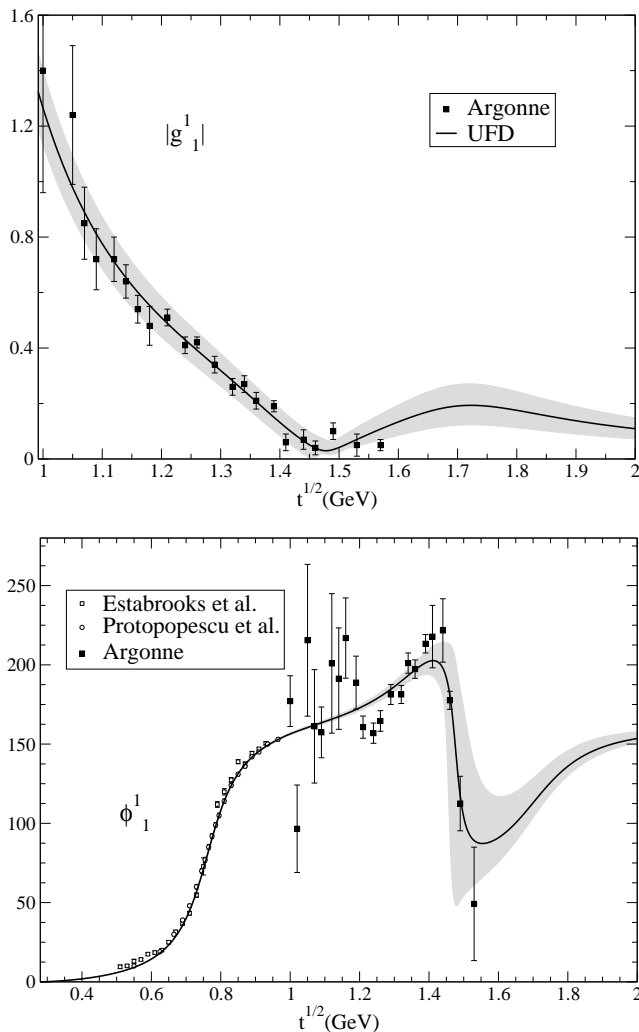 1.6
1.2
0.8
0.4
0
|g¹₁|
Argonne
UFD
1 1.1 1.2 1.3 1.4 1.5 1.6 1.7 1.8 1.9 2
t^{1/2}(GeV)
250
200
150
100
50
0
Estabrooks et al.
Protopopescu et al.
Argonne
ϕ¹₁
0.4 0.6 0.8 1 1.2 1.4 1.6 1.8 2
t^{1/2}(GeV)